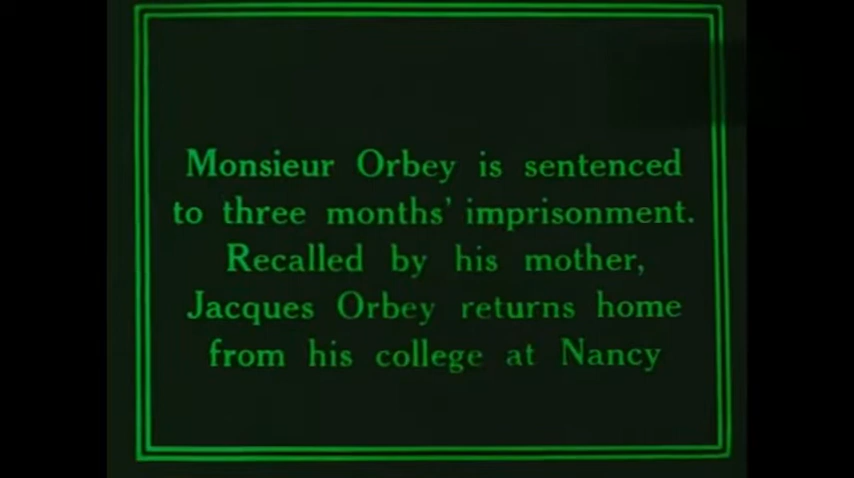 Monsieur Orbey is sentenced
to three months' imprisonment.
Recalled by his mother,
Jacques Orbey returns home
from his college at Nancy